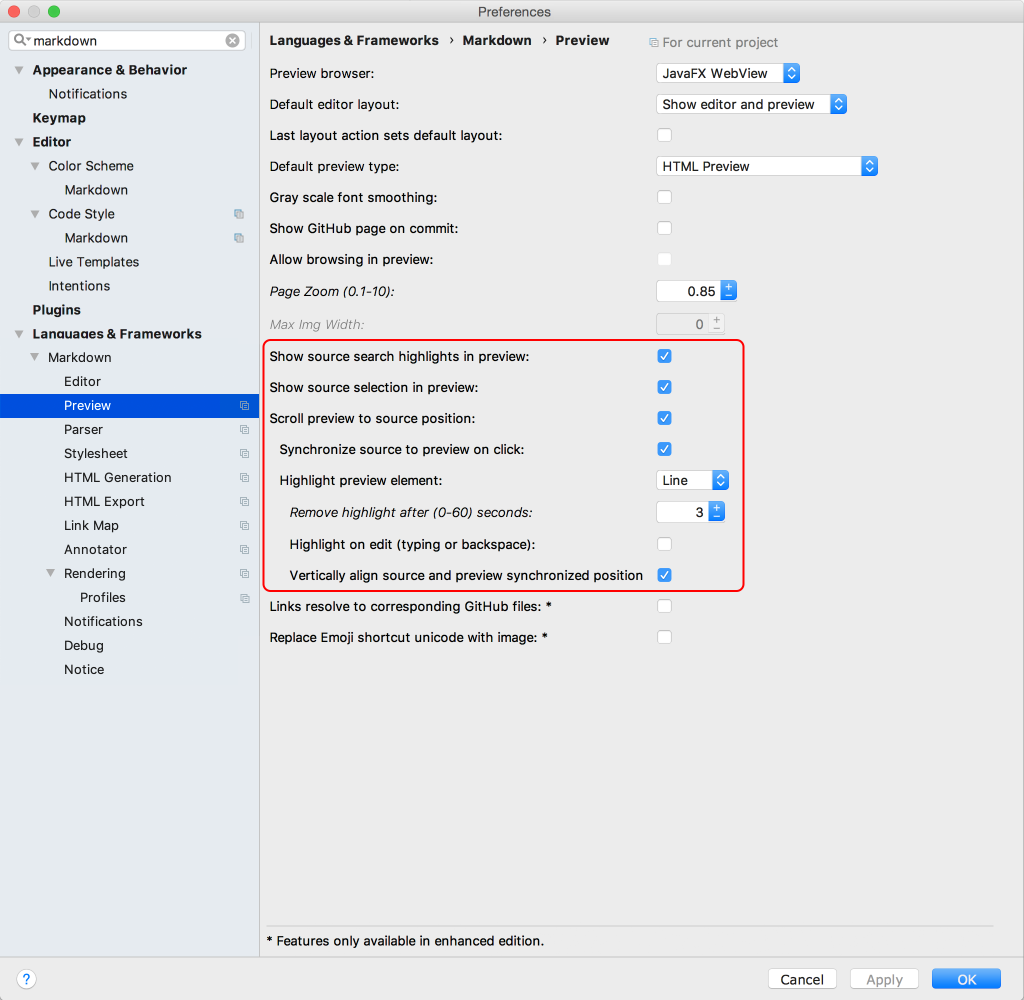 Preferences
markdown
Appearance & Behavior
Notifications
Keymap
Editor
Color Scheme
Markdown
Code Style
Markdown
Live Templates
Intentions
Plugins
Languages & Frameworks
Markdown
Editor
Preview
Parser
Stylesheet
HTML Generation
HTML Export
Link Map
Annotator
Rendering
Profiles
Notifications
Debug
Notice
Languages & Frameworks › Markdown › Preview For current project
Preview browser: JavaFX WebView
Default editor layout: Show editor and preview
Last layout action sets default layout:
Default preview type: HTML Preview
Gray scale font smoothing:
Show GitHub page on commit:
Allow browsing in preview:
Page Zoom (0.1-10): 0.85
Max Img Width: 0
Show source search highlights in preview:
Show source selection in preview:
Scroll preview to source position:
Synchronize source to preview on click:
Highlight preview element: Line
Remove highlight after (0-60) seconds: 3
Highlight on edit (typing or backspace):
Vertically align source and preview synchronized position
Links resolve to corresponding GitHub files: *
Replace Emoji shortcut unicode with image: *
* Features only available in enhanced edition.
? Cancel Apply OK